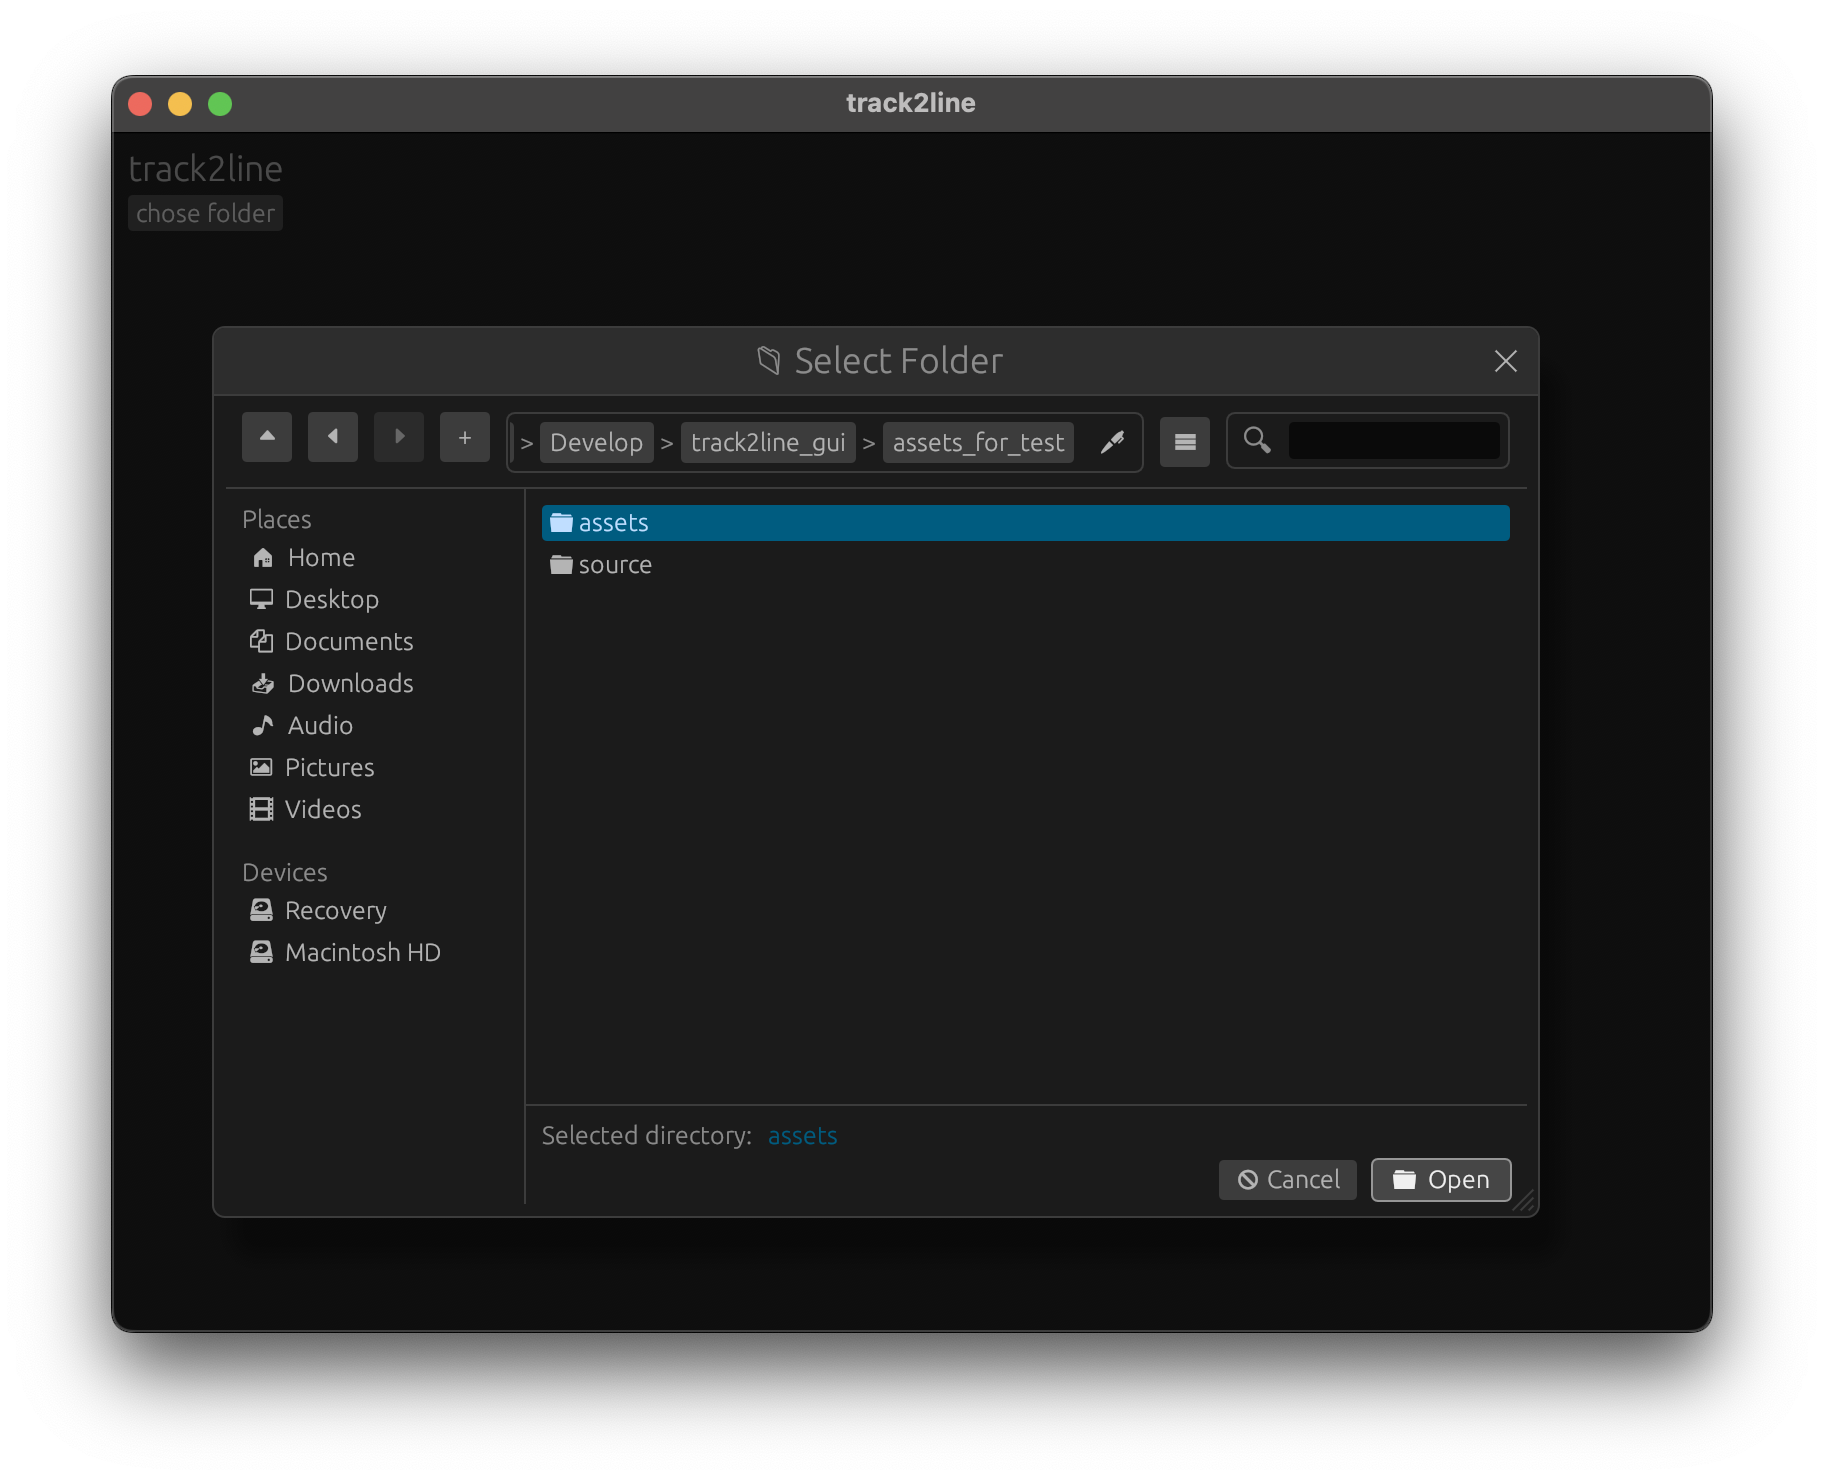 track2line
track2line
chose folder
Select Folder
+ > Develop > track2line_gui > assets_for_test
Places
Home
Desktop
Documents
Downloads
Audio
Pictures
Videos
Devices
Recovery
Macintosh HD
assets
source
Selected directory: assets
Cancel Open